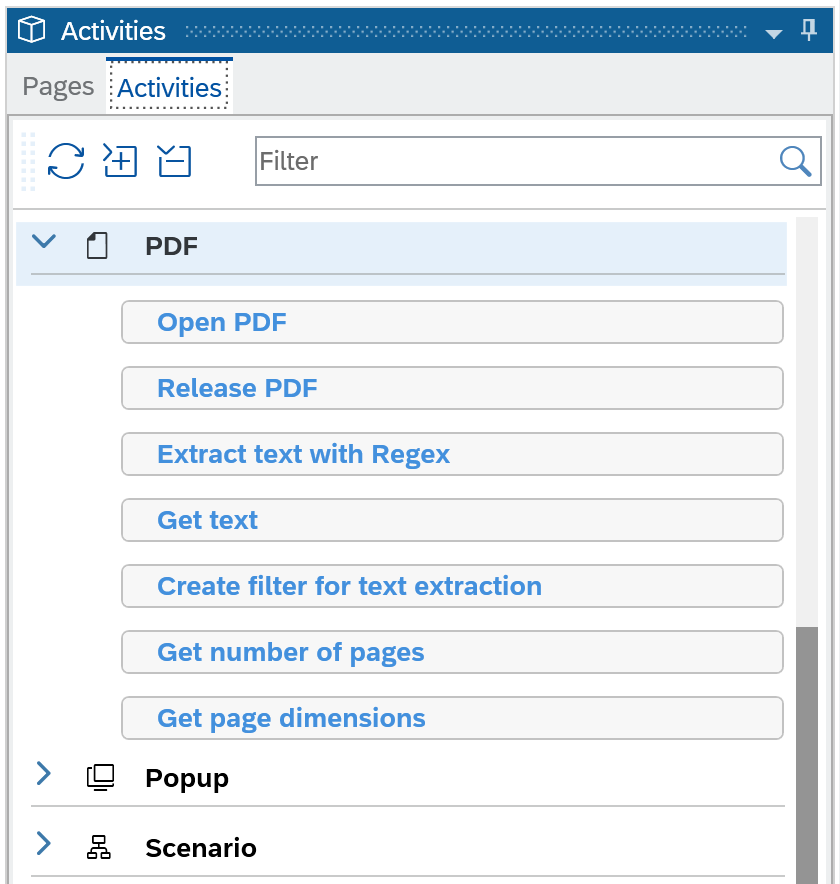 Activities
Pages Activities
Filter
PDF
Open PDF
Release PDF
Extract text with Regex
Get text
Create filter for text extraction
Get number of pages
Get page dimensions
Popup
Scenario